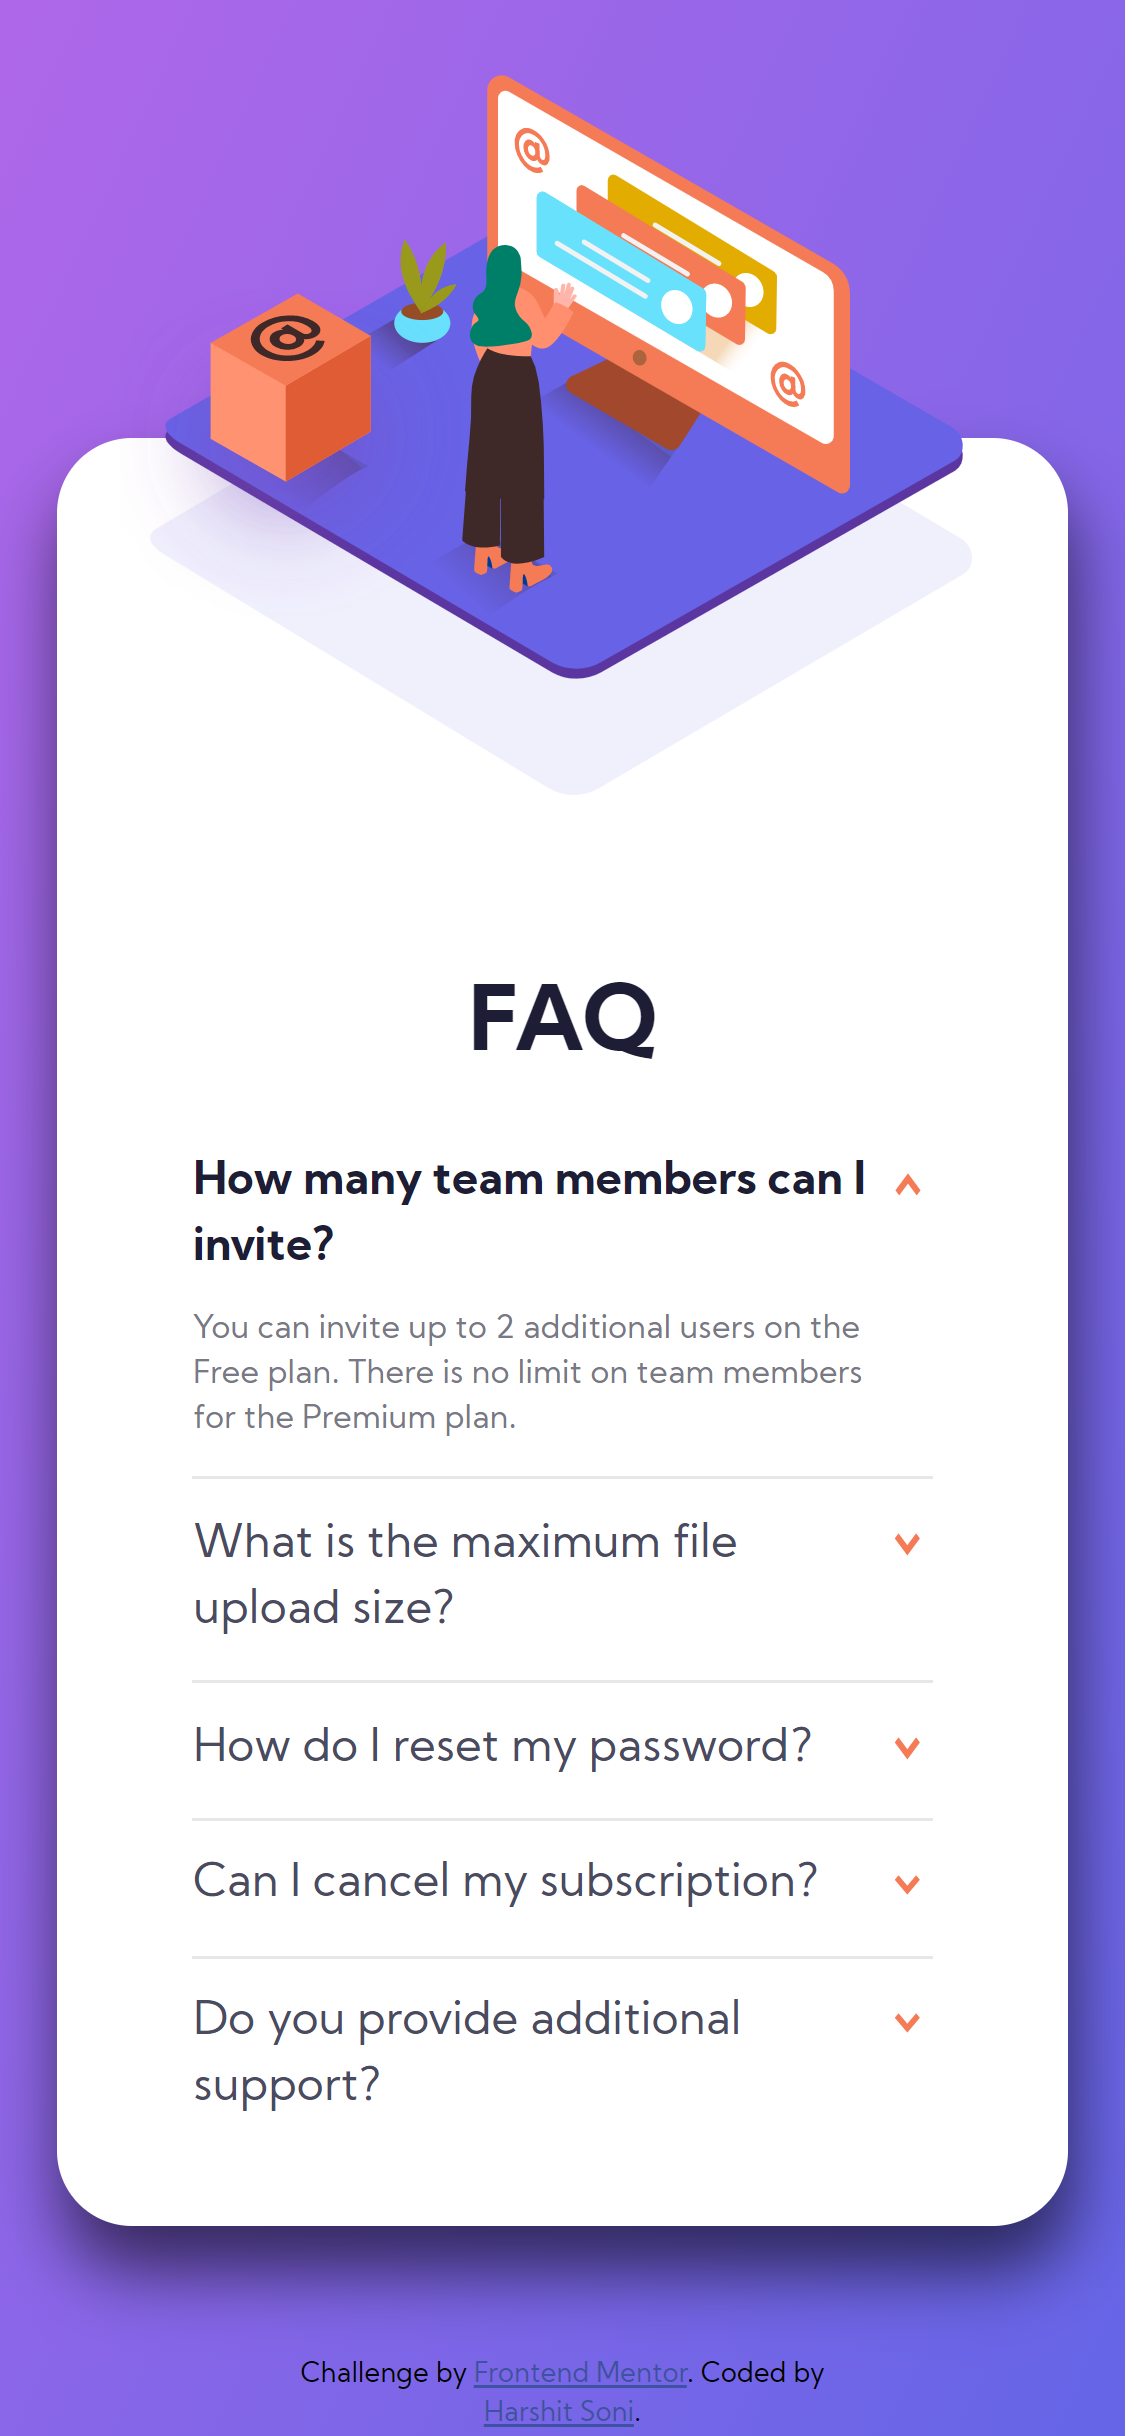 @
@
@
FAQ
How many team members can I
invite?
You can invite up to 2 additional users on the
Free plan. There is no limit on team members
for the Premium plan.
What is the maximum file
upload size?
How do I reset my password?
Can I cancel my subscription?
Do you provide additional
support?
Challenge by Frontend Mentor. Coded by
Harshit Soni.